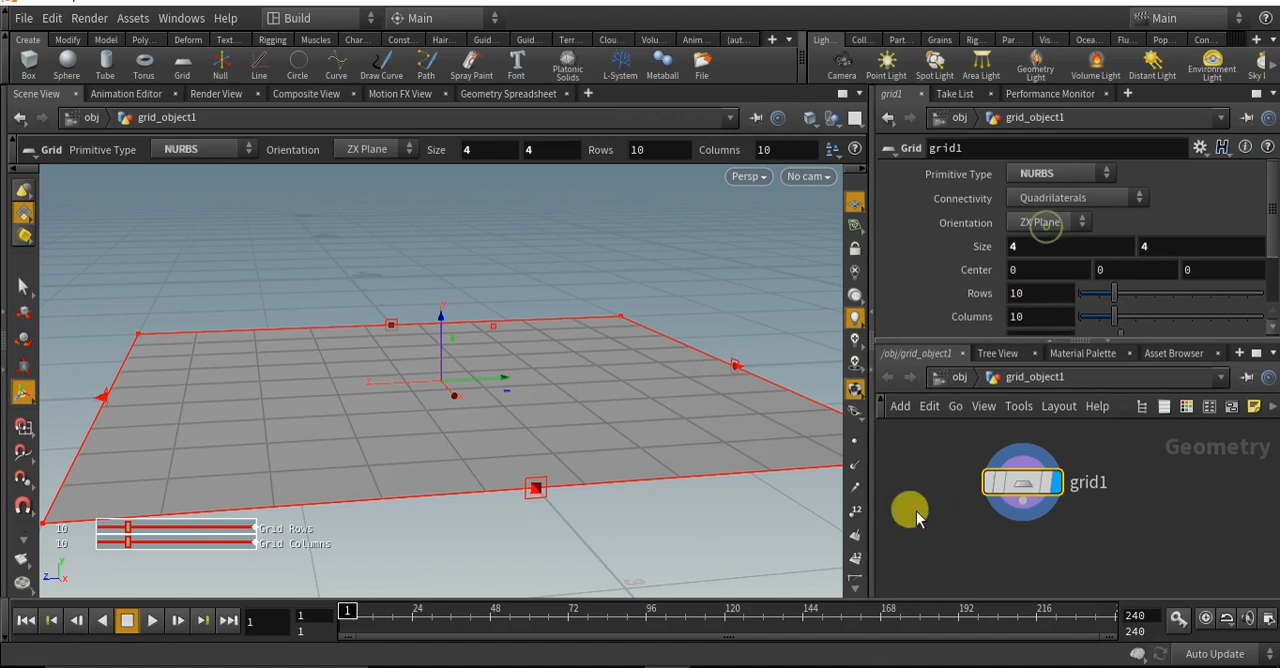 File Edit Render Assets Windows Help Build Main Main
Create Modify Model Poly... Deform Text... Rigging Muscles Char... Const... Hair... Guid... Guid... Terr... Clou... Volu... Anim... (aut... Ligh... Coll... Part... Grains Rig... Par... Vis... Ocea... Flu... Pop... Con...
Box Sphere Tube Torus Grid Null Line Circle Curve Draw Curve Path Spray Paint Font Platonic Solids L-System Metaball File Camera Point Light Spot Light Area Light Geometry Light Volume Light Distant Light Environment Light Sky
Scene View Animation Editor Render View Composite View Motion FX View Geometry Spreadsheet grid1 Take List Performance Monitor
obj grid_object1 obj grid_object1
Grid Primitive Type NURBS Orientation ZX Plane Size 4 4 Rows 10 Columns 10
Grid grid1
Persp No cam
Primitive Type NURBS
Connectivity Quadrilaterals
Orientation ZX Plane
Size 4 4
Center 0 0 0
Rows 10
Columns 10
/obj/grid_object1 Tree View Material Palette Asset Browser
obj grid_object1
Add Edit Go View Tools Layout Help
Geometry
grid1
10 Grid Rows
10 Grid Columns
1 1 1 24 48 72 96 120 144 168 192 216 240
1 240
Auto Update